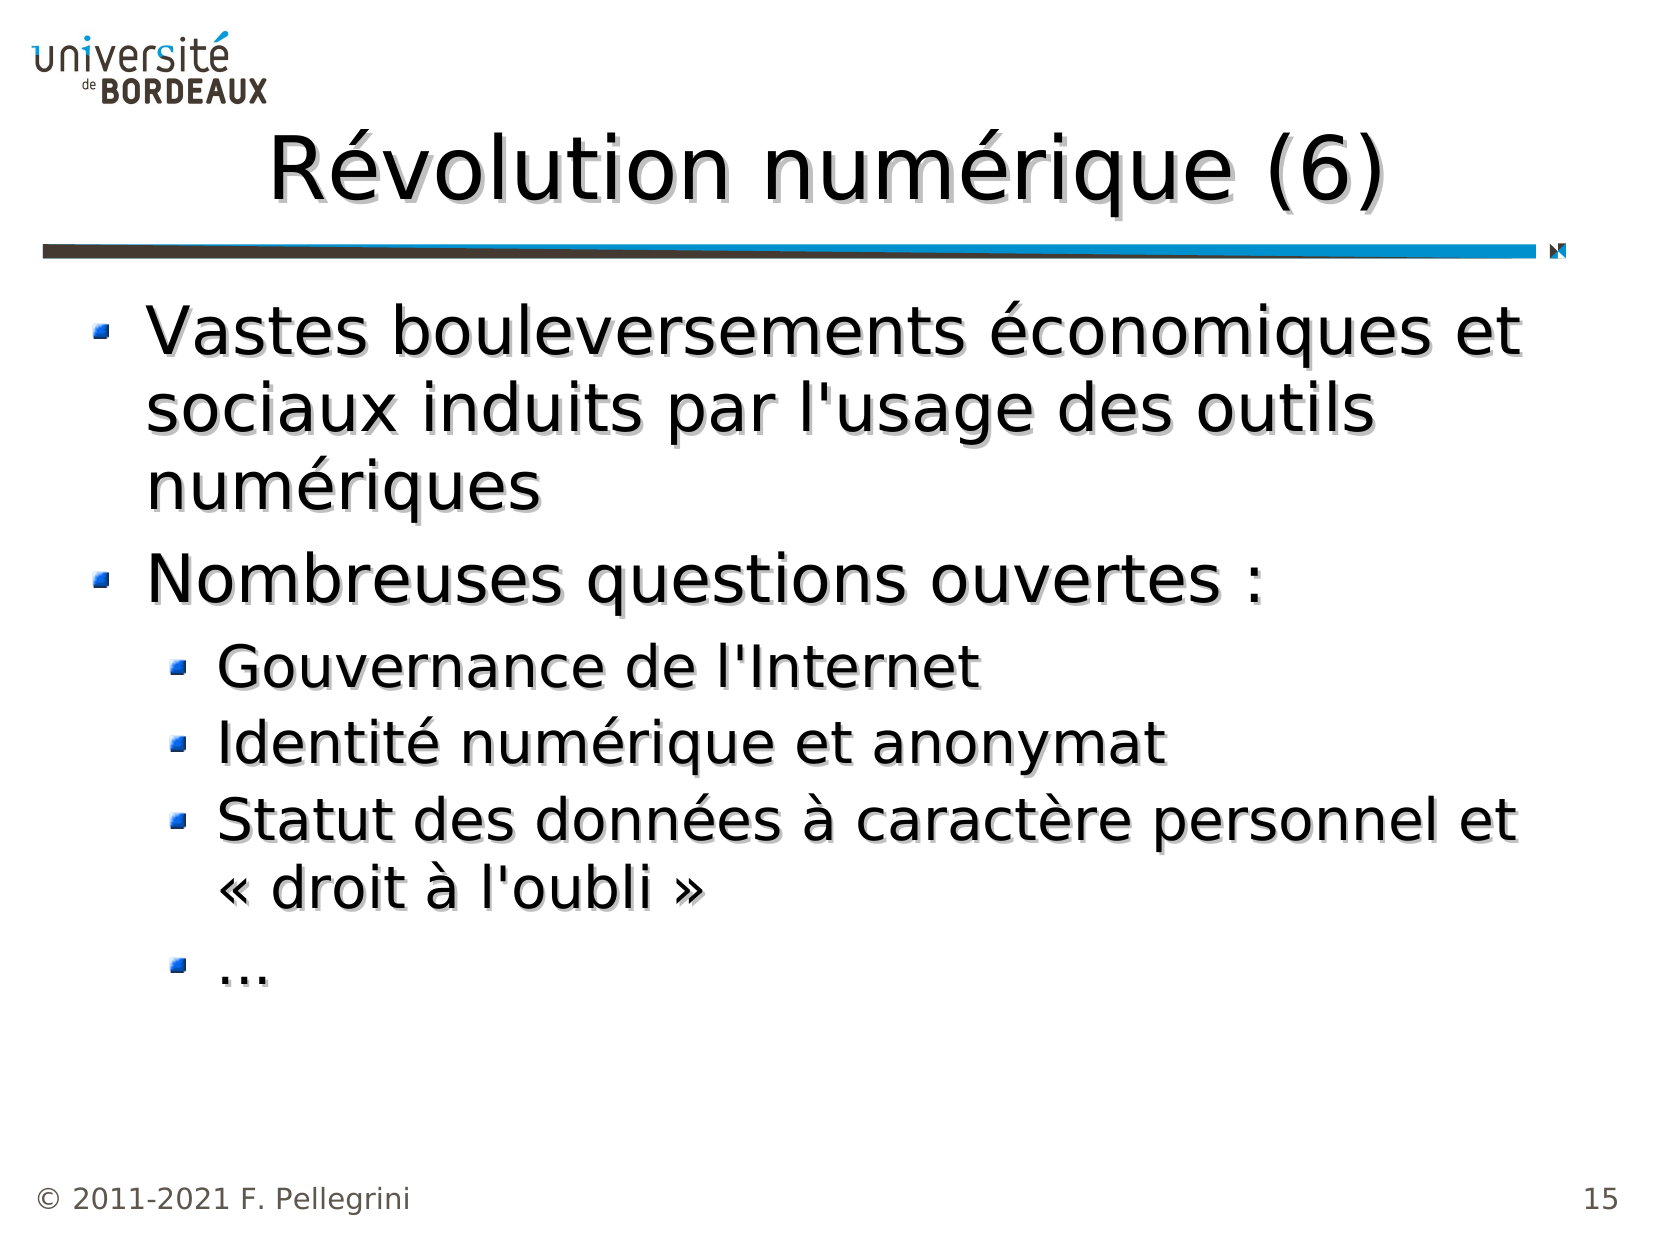 université
de BORDEAUX
Révolution numérique (6)
Vastes bouleversements économiques et
sociaux induits par l'usage des outils
numériques
Nombreuses questions ouvertes :
Gouvernance de l'Internet
Identité numérique et anonymat
Statut des données à caractère personnel et
« droit à l'oubli »
...
© 2011-2021 F. Pellegrini
15